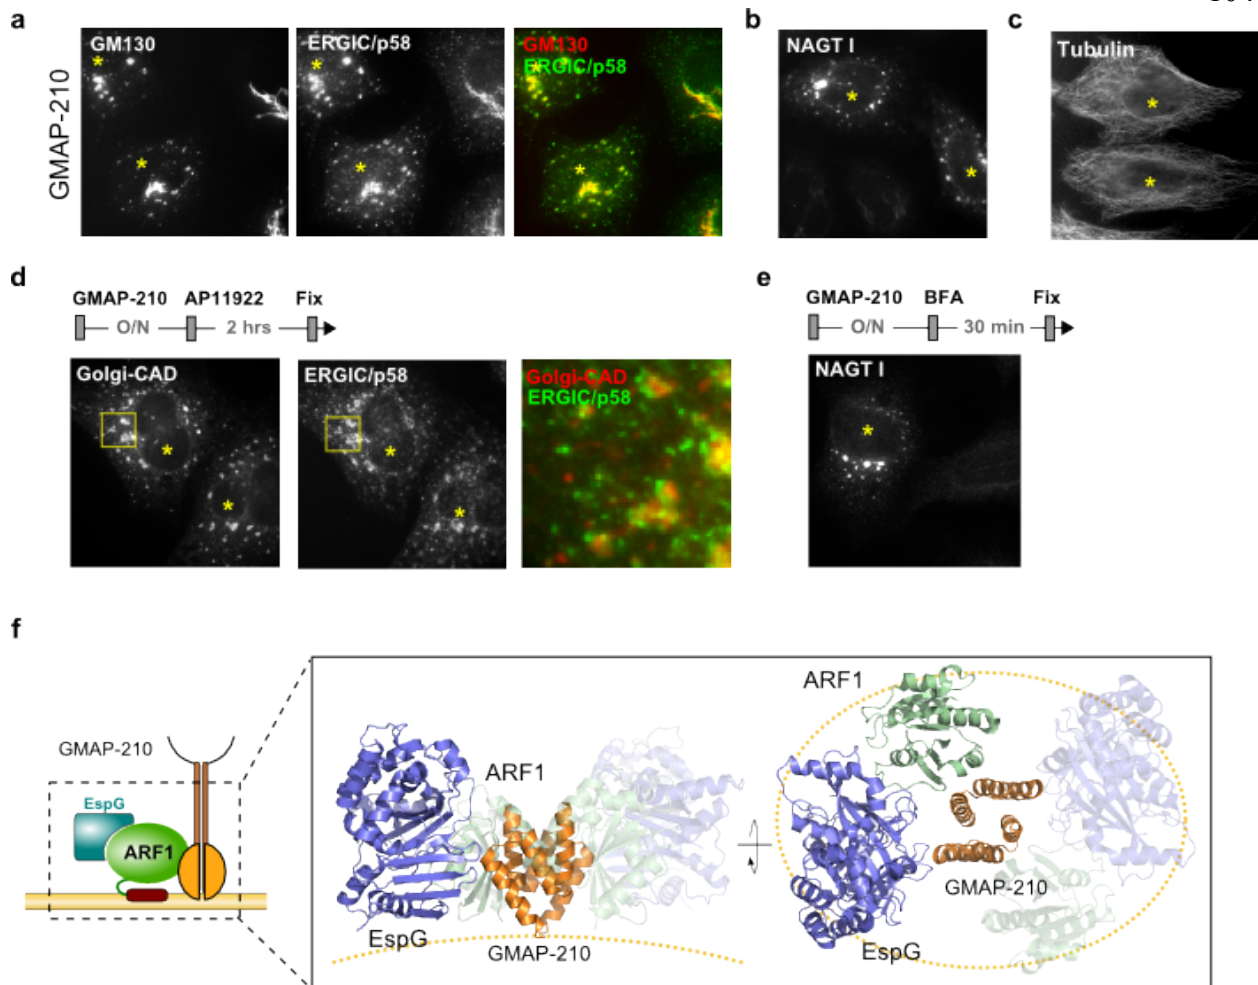 a
GMAP-210
GM130
ERGIC/p58
GM130
ERGIC/p58
b
NAGT I
c
Tubulin
d
GMAP-210 AP11922 Fix
O/N 2 hrs
Golgi-CAD
ERGIC/p58
Golgi-CAD
ERGIC/p58
e
GMAP-210 BFA Fix
O/N 30 min
NAGT I
f
GMAP-210
EspG
ARF1
ARF1
EspG
GMAP-210
ARF1
GMAP-210
EspG